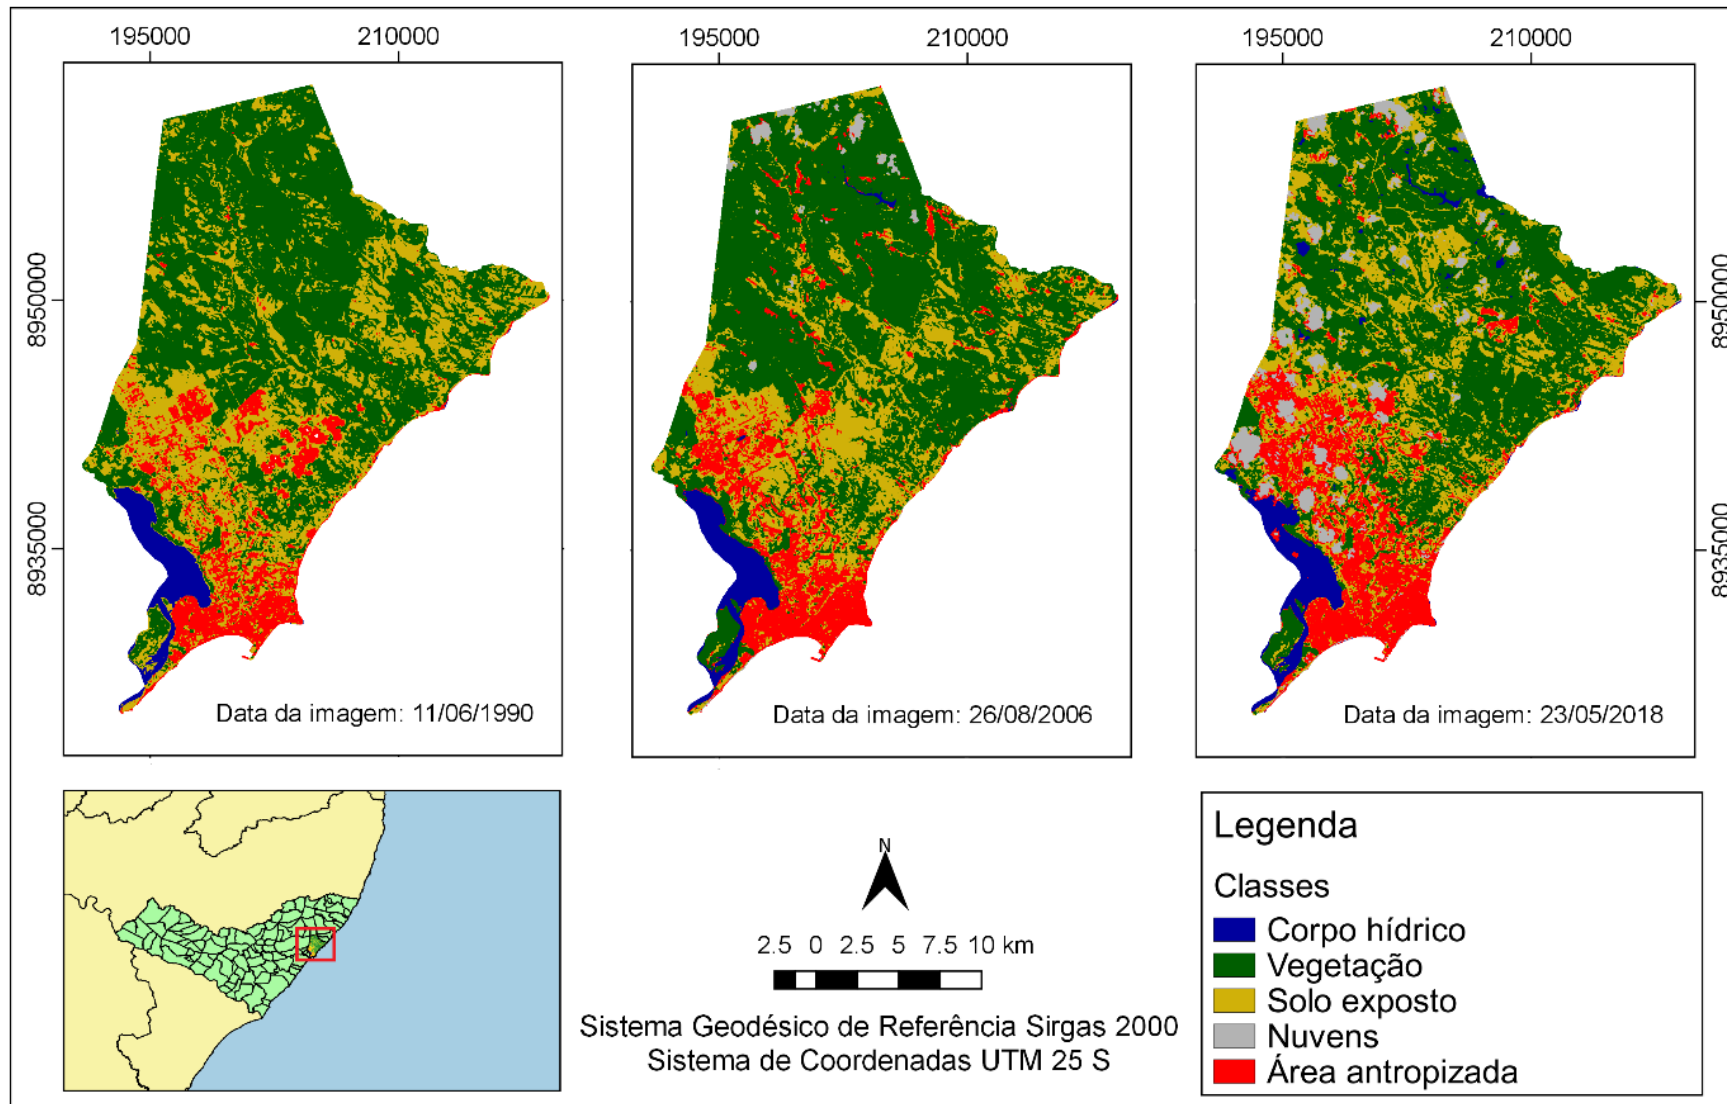 195000 210000
195000 210000
195000 210000
8950000
8935000
8950000
8935000
Data da imagem: 11/06/1990
Data da imagem: 26/08/2006
Data da imagem: 23/05/2018
N
2.5 0 2.5 5 7.5 10 km
Sistema Geodésico de Referência Sirgas 2000
Sistema de Coordenadas UTM 25 S
Legenda
Classes
Corpo hídrico
Vegetação
Solo exposto
Nuvens
Área antropizada